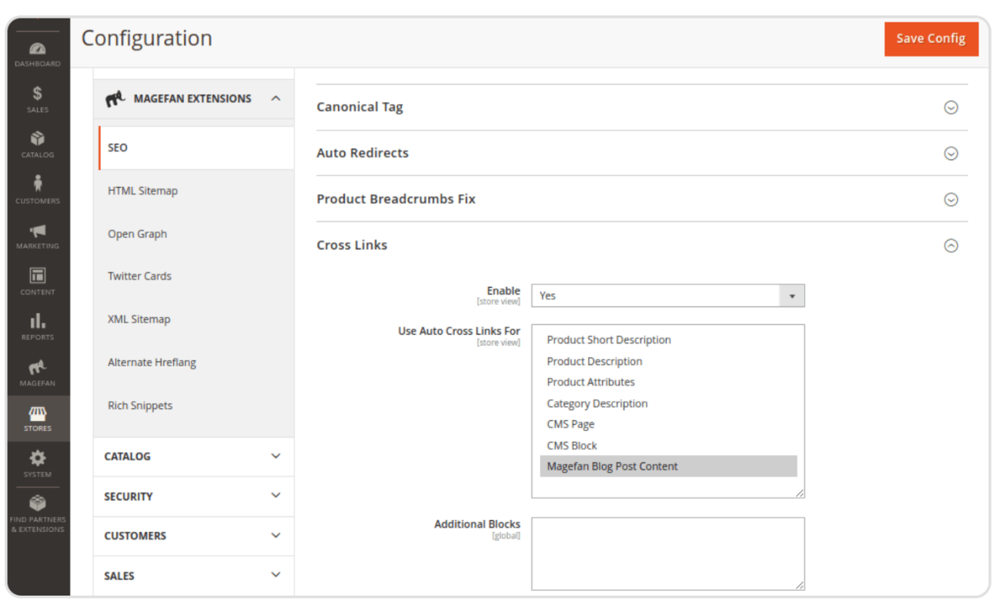 Configuration
Save Config
DASHBOARD
SALES
CATALOG
CUSTOMERS
MARKETING
CONTENT
REPORTS
MAGEFAN
STORES
SYSTEM
FIND PARTNERS
& EXTENSIONS
MAGEFAN EXTENSIONS
SEO
HTML Sitemap
Open Graph
Twitter Cards
XML Sitemap
Alternate Hreflang
Rich Snippets
CATALOG
SECURITY
CUSTOMERS
SALES
Canonical Tag
Auto Redirects
Product Breadcrumbs Fix
Cross Links
Enable
[store view]
Yes
Use Auto Cross Links For
[store view]
Product Short Description
Product Description
Product Attributes
Category Description
CMS Page
CMS Block
Magefan Blog Post Content
Additional Blocks
[global]